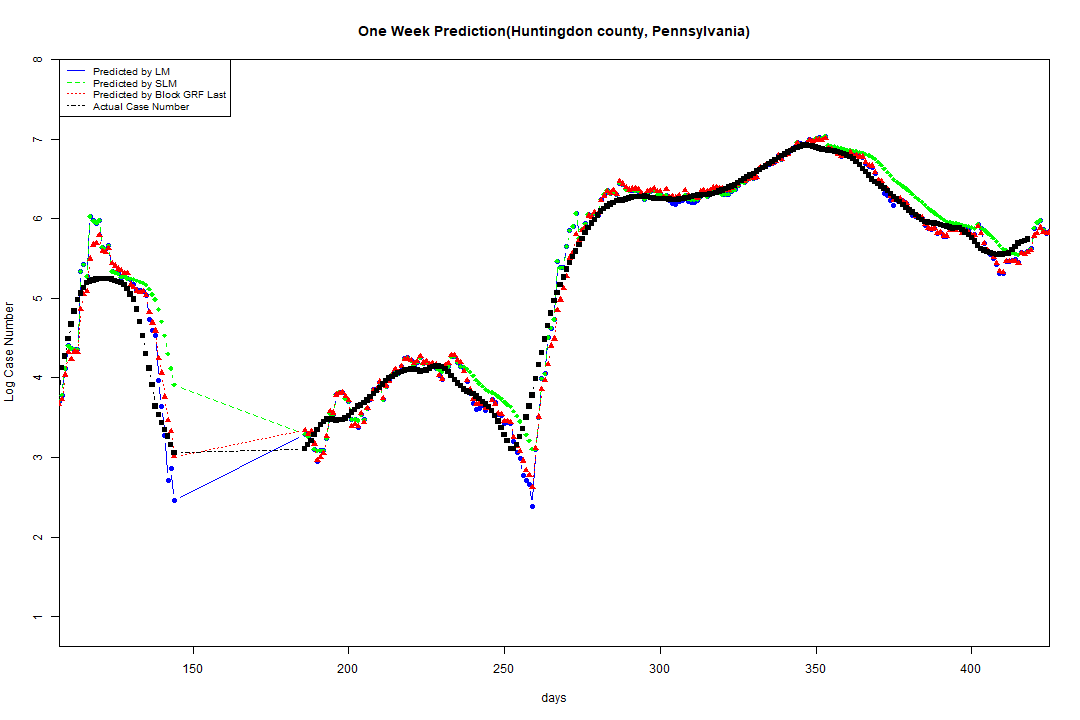 One Week Prediction(Huntingdon county, Pennsylvania)
Predicted by LM
Predicted by SLM
Predicted by Block GRF Last
Actual Case Number
Log Case Number
8
7
6
5
4
3
2
1
150 200 250 300 350 400
days